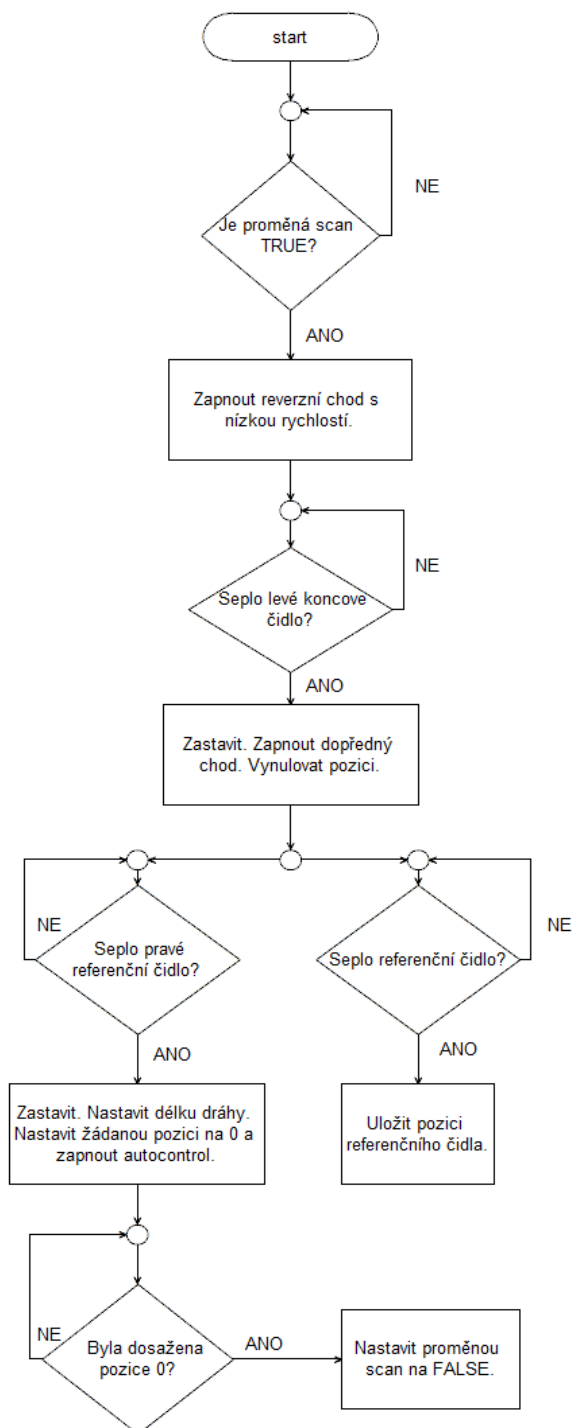 start
NE
Je proměná scan
TRUE?
ANO
Zapnout reverzní chod s
nízkou rychlostí.
NE
Seplo levé koncove
čidlo?
ANO
Zastavit. Zapnout dopředný
chod. Vynulovat pozici.
NE
Seplo pravé
referenční čidlo?
ANO
NE
Seplo referenční čidlo?
ANO
Zastavit. Nastavit délku dráhy.
Nastavit žádanou pozici na 0 a
zapnout autocontrol.
Uložit pozici
referenčního čidla.
NE
Byla dosažena
pozice 0?
ANO
Nastavit proměnou
scan na FALSE.